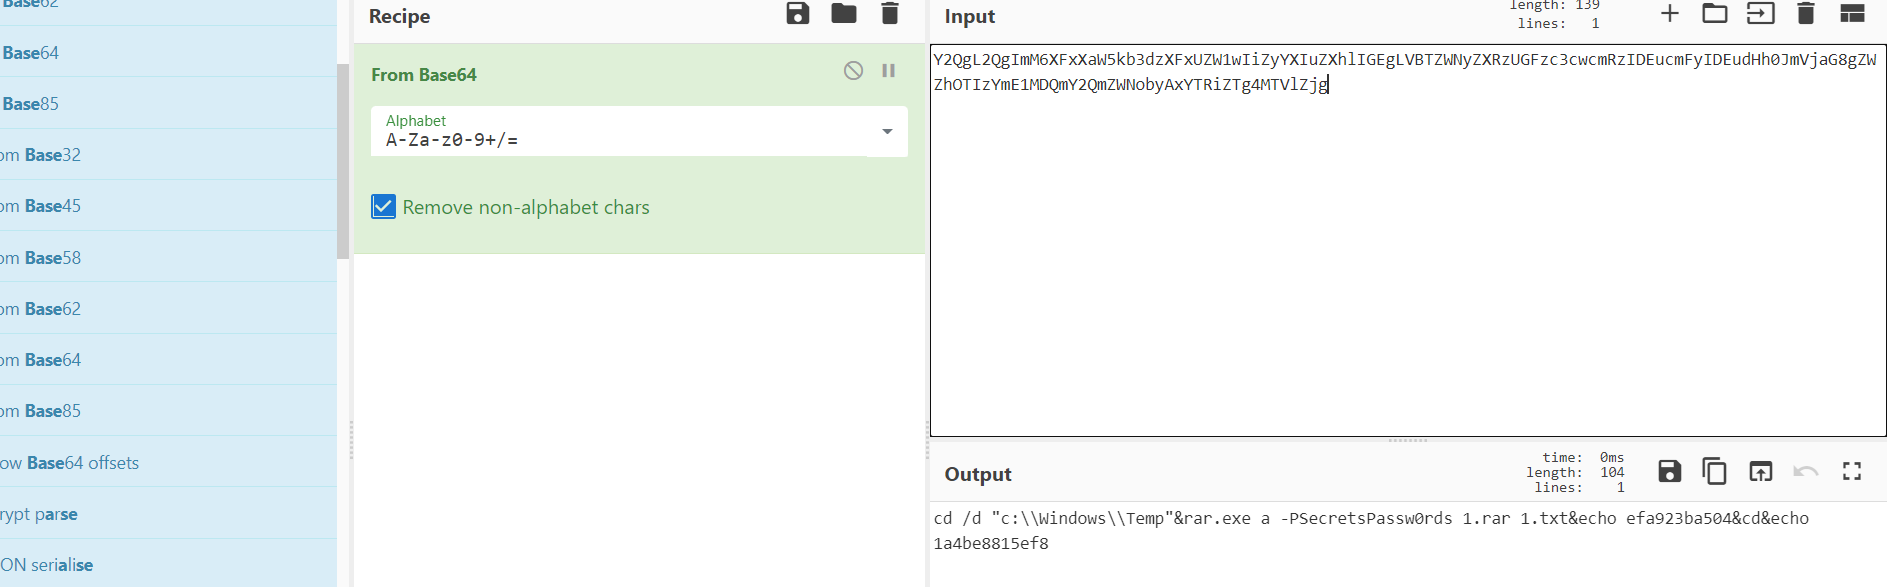 Base62
Base64
Base85
om Base32
om Base45
om Base58
om Base62
om Base64
om Base85
ow Base64 offsets
rypt parse
ON serialise
Recipe
From Base64
Alphabet
A-Za-z0-9+/=
Remove non-alphabet chars
Input
length: 139
lines: 1
Y2QgL2QgImM6XFxXaW5kb3dzXFxUZW1wIiZyYXIuZXhlIGEgLVBTZWNyZXRzUGFzc3cwcmRzIDEucmFyIDEudHh0JmVjaG8gZW
ZhOTIzYmE1MDQmY2QmZWNobyAxYTRiZTg4MTVlZjg
Output
time: 0ms
length: 104
lines: 1
cd /d "c:\\Windows\\Temp"&rar.exe a -PSecretsPassw0rds 1.rar 1.txt&echo efa923ba504&cd&echo
1a4be8815ef8